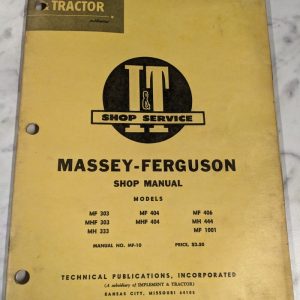 TRACTOR
I&T
SHOP SERVICE
MASSEY-FERGUSON
SHOP MANUAL
MODELS
MF 303 MF 404 MF 406
MHF 303 MHF 404 MH 444
MH 333 MF 1001
MANUAL NO. MF-10 PRICE, $3.50
TECHNICAL PUBLICATIONS, INCORPORATED
(A subsidiary of IMPLEMENT & TRACTOR)
KANSAS CITY, MISSOURI 64105